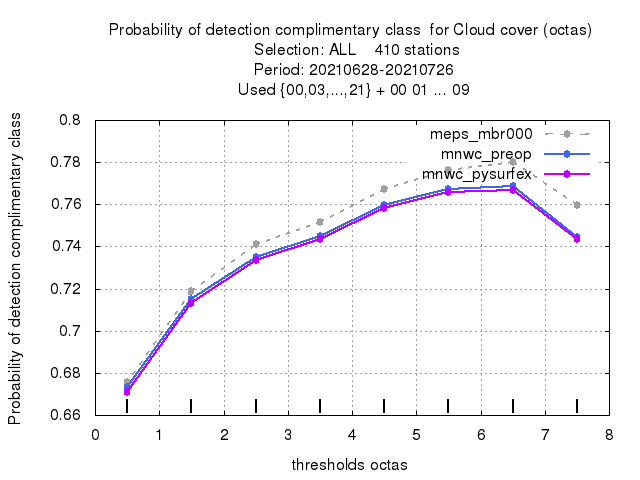 Probability of detection complimentary class  for Cloud cover (octas)
Selection: ALL    410 stations
Period: 20210628-20210726
Used {00,03,...,21} + 00 01 ... 09
Probability of detection complimentary class
0.8
0.78
0.76
0.74
0.72
0.7
0.68
0.66
meps_mbr000
mnwc_preop
mnwc_pysurfex
0 1 2 3 4 5 6 7 8
thresholds octas